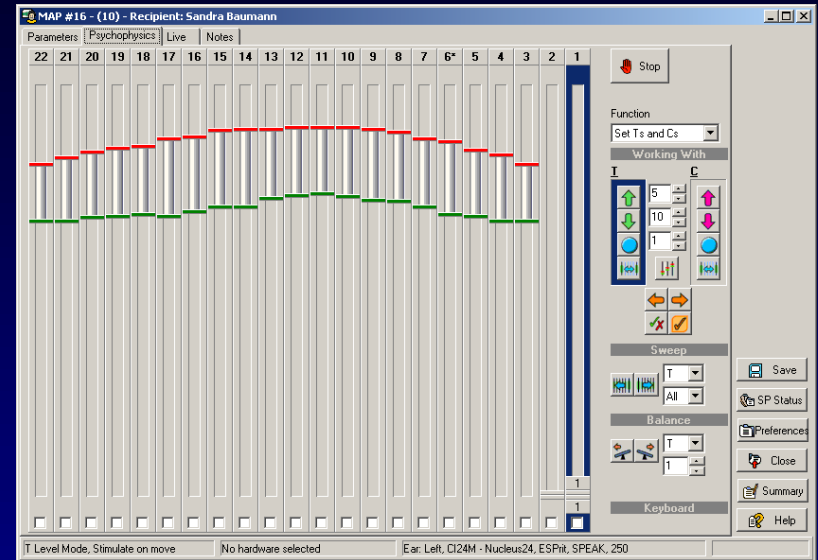 MAP #16 - (10) - Recipient: Sandra Baumann
Parameters Psychophysics Live Notes
22 21 20 19 18 17 16 15 14 13 12 11 10 9 8 7 6* 5 4 3 2 1
Stop
Function
Set Ts and Cs
Working With
T C
5
10
1
Sweep
T
All
Balance
T
1
Keyboard
1
1
Save
SP Status
Preferences
Close
Summary
Help
T Level Mode, Stimulate on move No hardware selected Ear: Left, CI24M - Nucleus24, ESPrit, SPEAK, 250